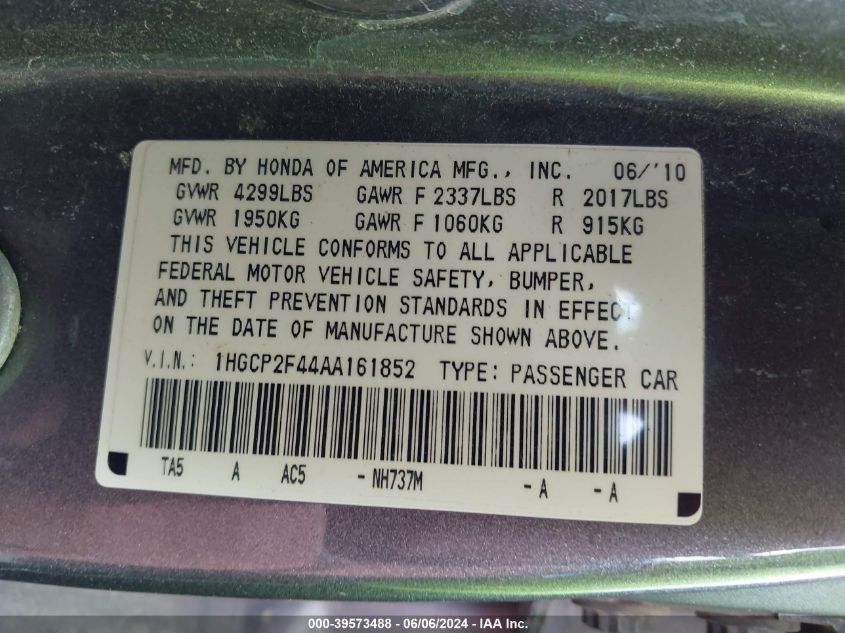 MFD. BY HONDA OF AMERICA MFG., INC. 06/'10
GVWR 4299LBS GAWR F 2337LBS R 2017LBS
GVWR 1950KG GAWR F 1060KG R 915KG
THIS VEHICLE CONFORMS TO ALL APPLICABLE
FEDERAL MOTOR VEHICLE SAFETY, BUMPER,
AND THEFT PREVENTION STANDARDS IN EFFECT
ON THE DATE OF MANUFACTURE SHOWN ABOVE.
V.I.N.: 1HGCP2F44AA161852 TYPE: PASSENGER CAR
TA5 A AC5 - NH737M - A - A
000-39573488 - 06/06/2024 - IAA Inc.